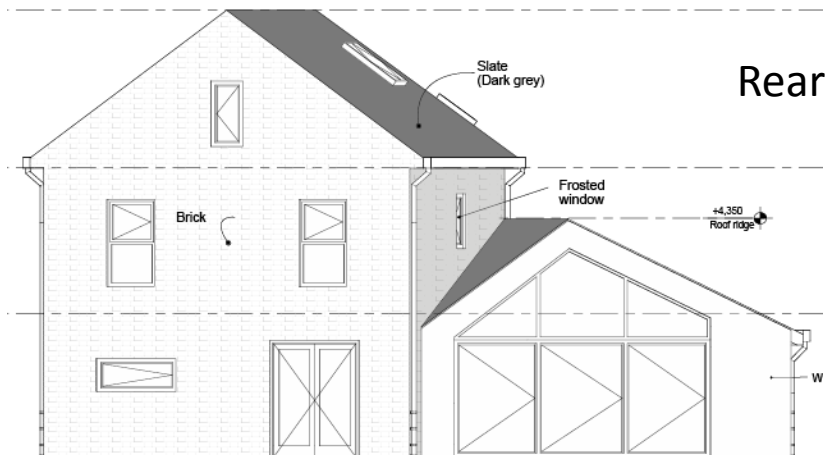 Slate
(Dark grey)
Rear
Frosted
window
Brick
+4,350
Roof ridge
W